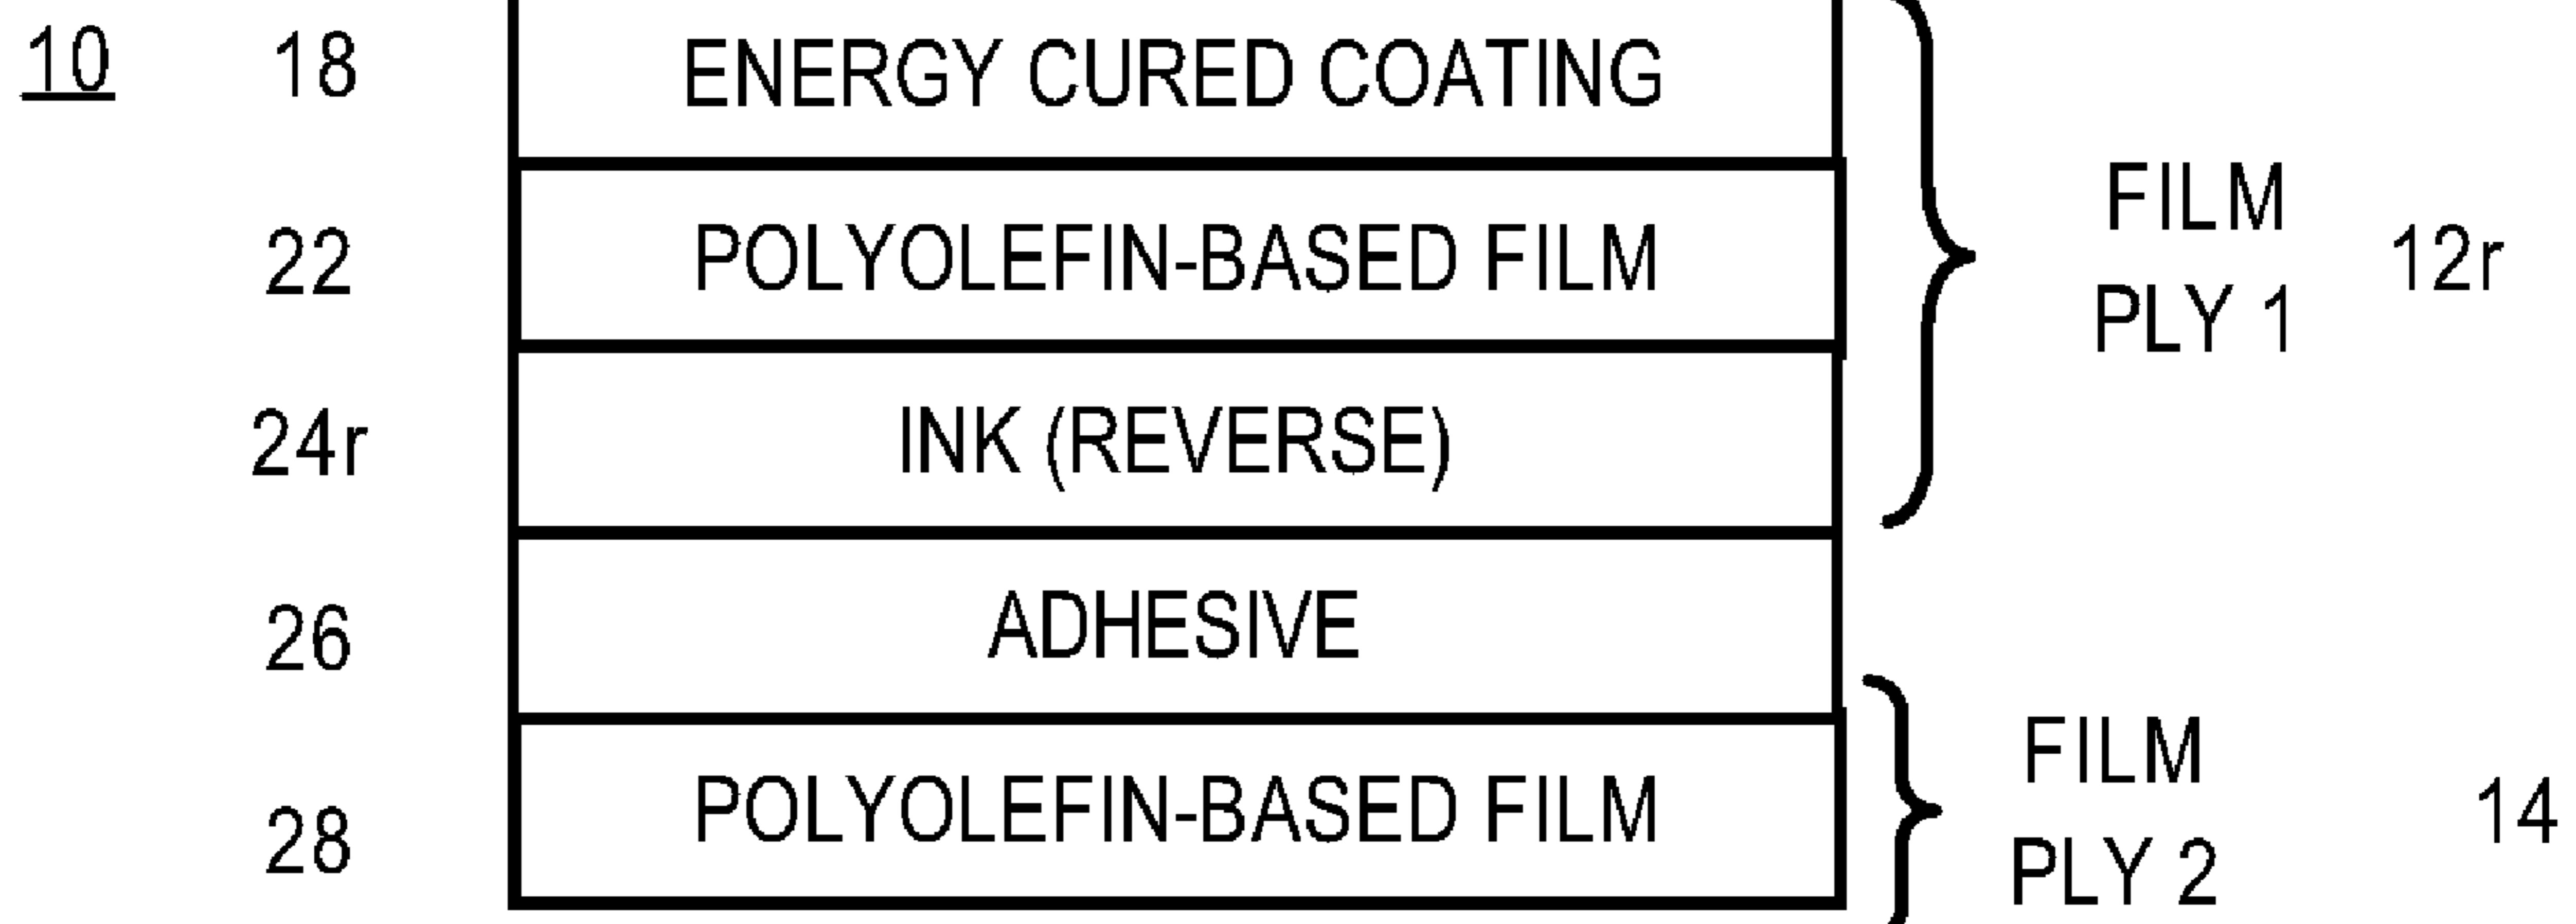 10 18 ENERGY CURED COATING
22 POLYOLEFIN-BASED FILM
FILM
PLY 1
12r
24r INK (REVERSE)
26 ADHESIVE
28 POLYOLEFIN-BASED FILM
FILM
PLY 2
14